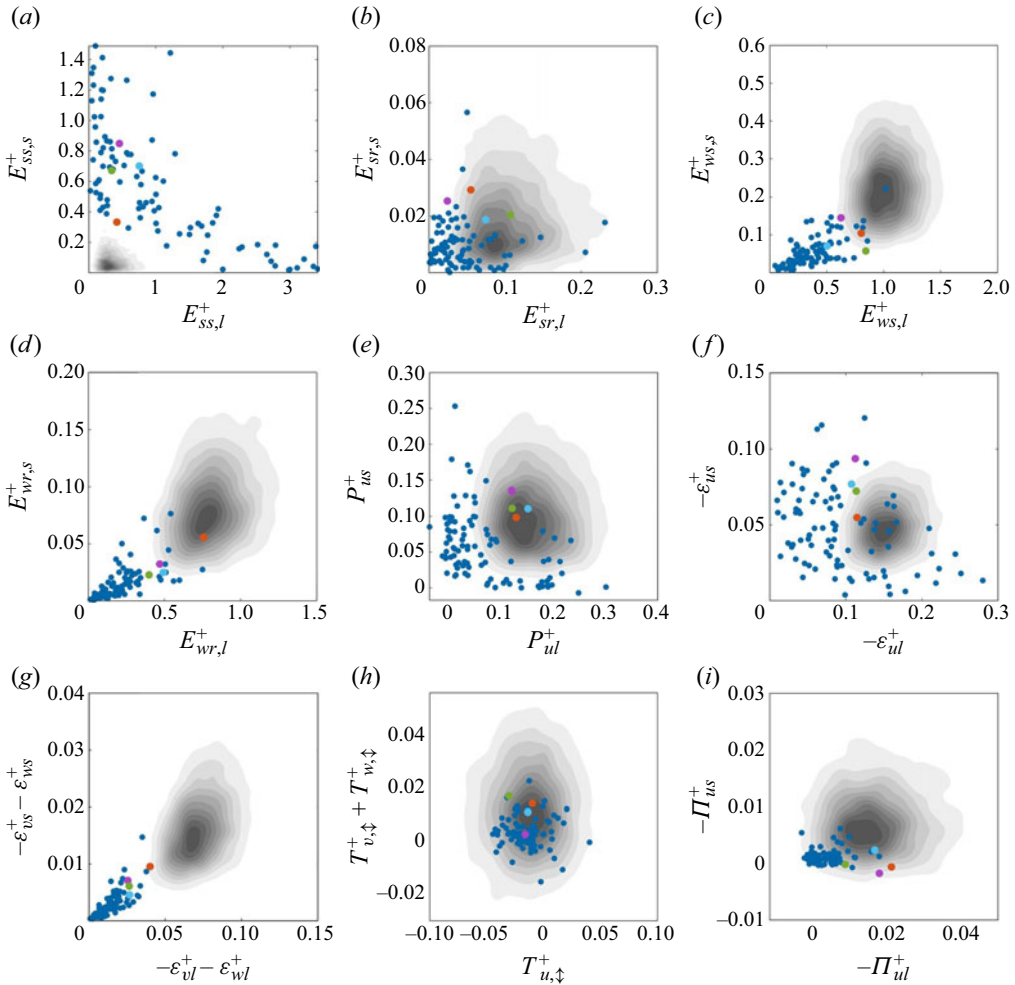 (a) (b) (c)
1.4 0.08 0.6
1.2 0.5
1.0 0.06 0.4
E⁺ss,s 0.8 E⁺sr,s 0.04 E⁺ws,s 0.3
0.6
0.4 0.02 0.2
0.2 0.1
0 1 2 3 0 0.1 0.2 0.3 0 0.5 1.0 1.5 2.0
E⁺ss,l E⁺sr,l E⁺ws,l
(d) (e) (f)
0.20 0.30 0.15
0.25
0.15 0.20 0.10
E⁺wr,s 0.10 P⁺us 0.15 −ε⁺us
0.10 0.05
0.05 0.05
0
0 0.5 1.0 1.5 0 0.1 0.2 0.3 0.4 0 0.1 0.2 0.3
E⁺wr,l P⁺ul −ε⁺ul
(g) (h) (i)
0.04 0.06 0.03
0.03 0.04 0.02
−ε⁺vs − ε⁺ws 0.02 T⁺v,↕ + T⁺w,↕ 0.02 −Π⁺us 0.01
0.01 0 0
−0.02 −0.01
0 0.05 0.10 0.15 −0.10 −0.05 0 0.05 0.10 0 0.02 0.04
−ε⁺vl − ε⁺wl T⁺u,↕ −Π⁺ul